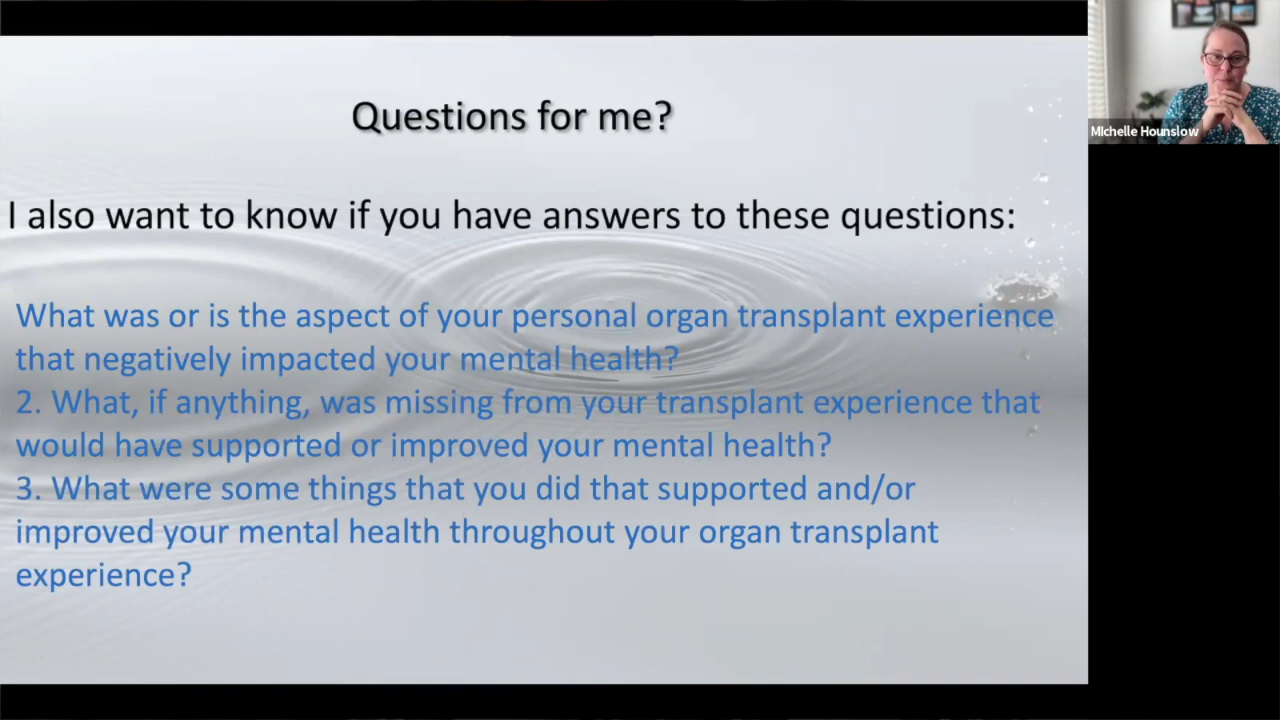 Questions for me?
I also want to know if you have answers to these questions:
What was or is the aspect of your personal organ transplant experience
that negatively impacted your mental health?
2. What, if anything, was missing from your transplant experience that
would have supported or improved your mental health?
3. What were some things that you did that supported and/or
improved your mental health throughout your organ transplant
experience?
MIchelle Hounslow